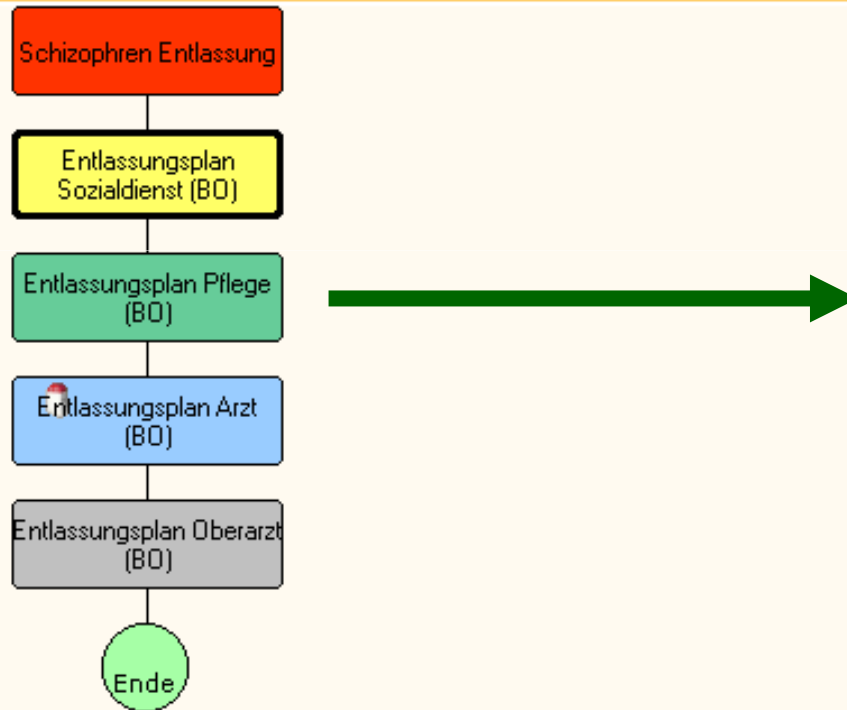 Schizophren Entlassung
Entlassungsplan
Sozialdienst (BO)
Entlassungsplan Pflege
(BO)
Entlassungsplan Arzt
(BO)
Entlassungsplan Oberarzt
(BO)
Ende